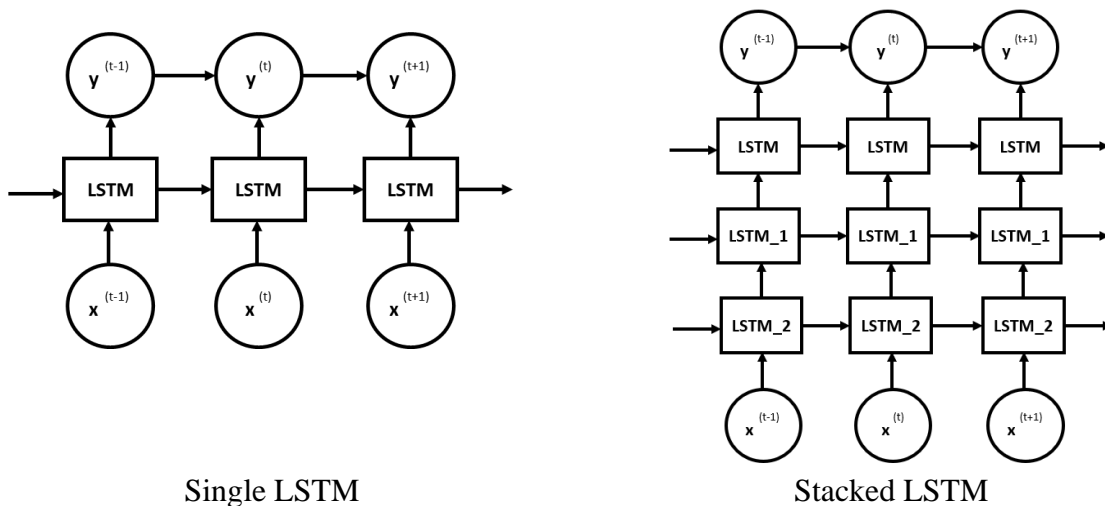 y (t-1) y (t) y (t+1)
LSTM LSTM LSTM
x (t-1) x (t) x (t+1)
Single LSTM
y (t-1) y (t) y (t+1)
LSTM LSTM LSTM
LSTM_1 LSTM_1 LSTM_1
LSTM_2 LSTM_2 LSTM_2
x (t-1) x (t) x (t+1)
Stacked LSTM